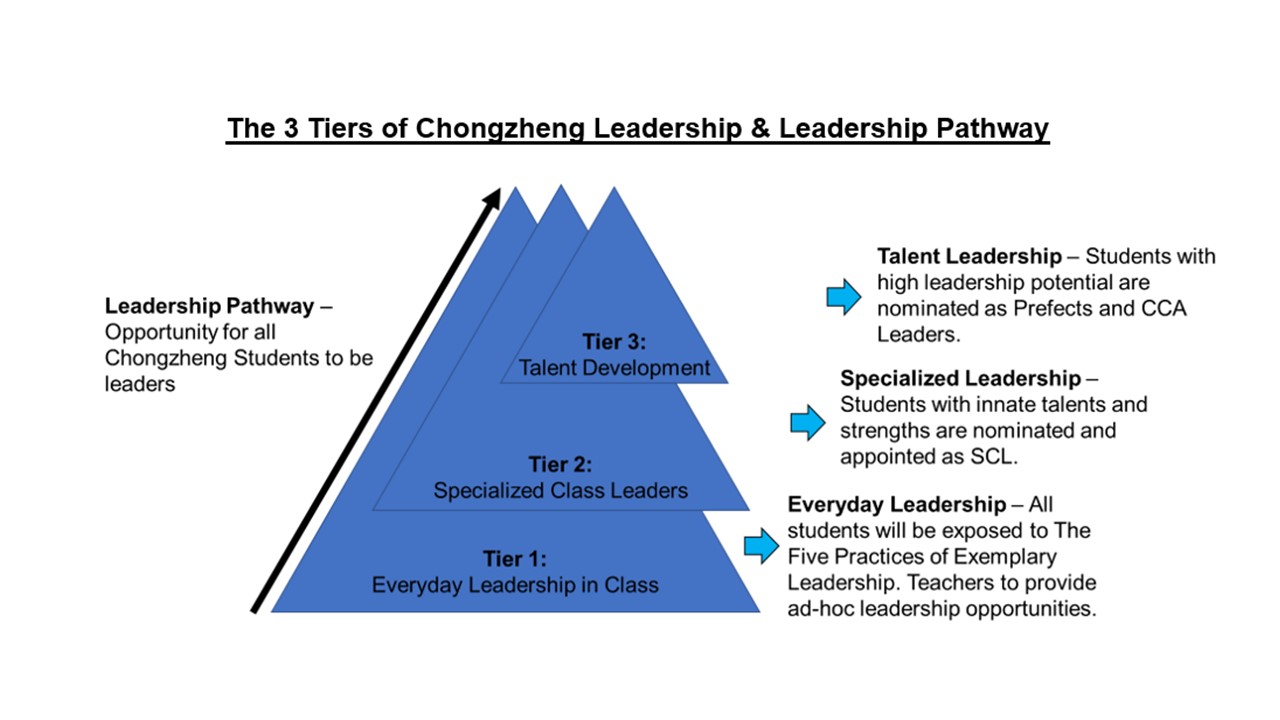 The 3 Tiers of Chongzheng Leadership & Leadership Pathway
Leadership Pathway –
Opportunity for all
Chongzheng Students to be
leaders
Tier 3:
Talent Development
Tier 2:
Specialized Class Leaders
Tier 1:
Everyday Leadership in Class
Talent Leadership – Students with
high leadership potential are
nominated as Prefects and CCA
Leaders.
Specialized Leadership –
Students with innate talents and
strengths are nominated and
appointed as SCL.
Everyday Leadership – All
students will be exposed to The
Five Practices of Exemplary
Leadership. Teachers to provide
ad-hoc leadership opportunities.